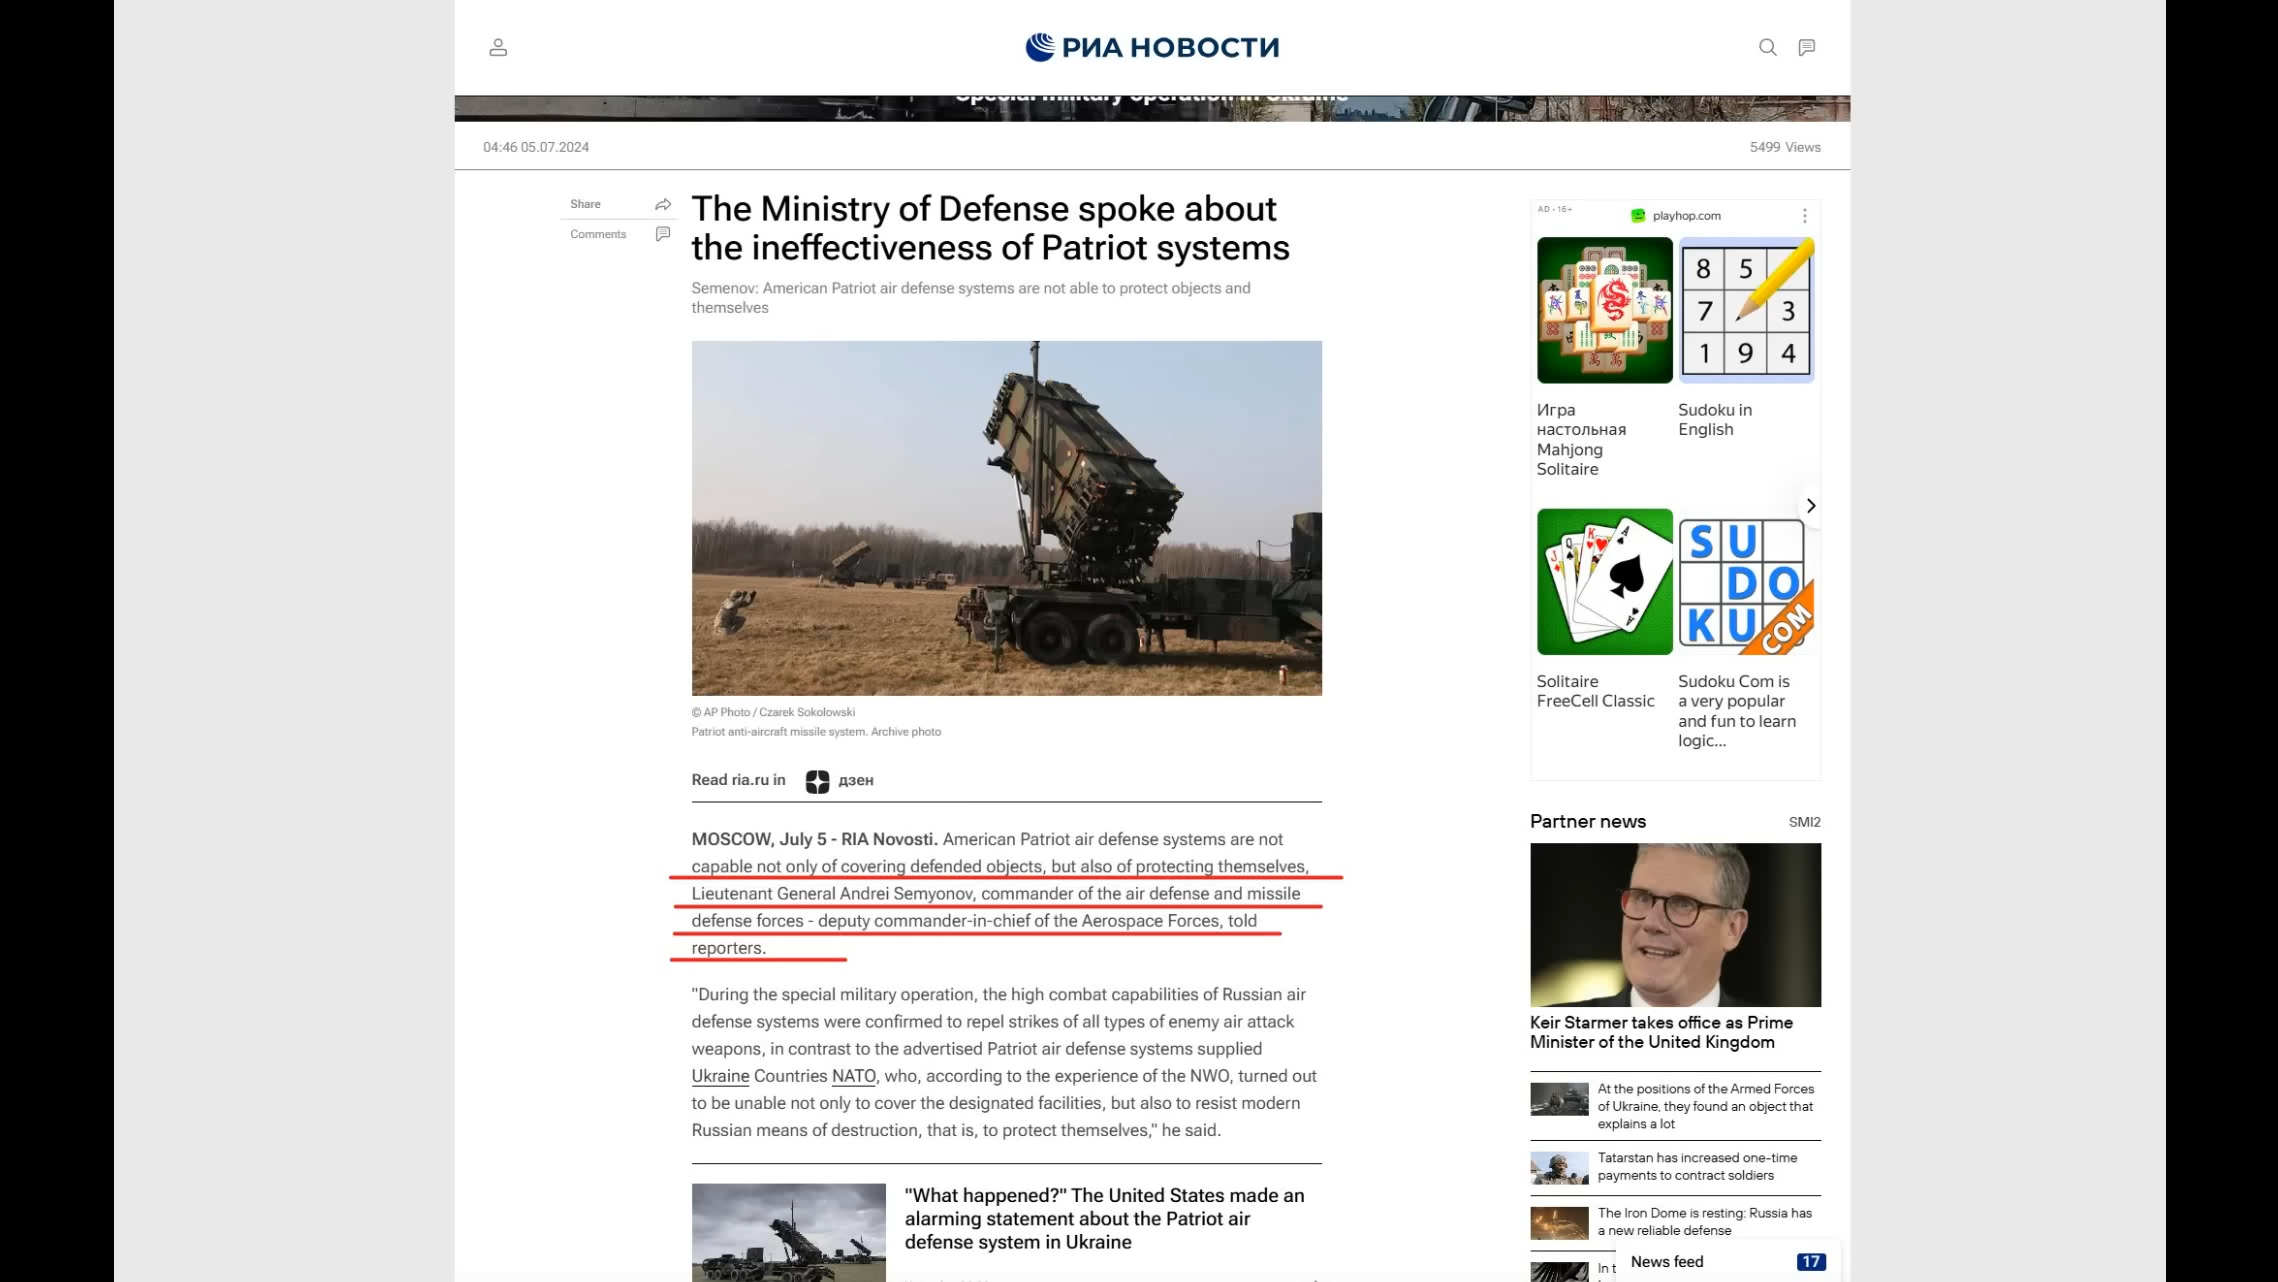 РИА НОВОСТИ
Special military operation in Ukraine
04:46 05.07.2024
5499 Views
Share
Comments
The Ministry of Defense spoke about
the ineffectiveness of Patriot systems
Semenov: American Patriot air defense systems are not able to protect objects and
themselves
© AP Photo / Czarek Sokolowski
Patriot anti-aircraft missile system. Archive photo
Read ria.ru in дзен
MOSCOW, July 5 - RIA Novosti. American Patriot air defense systems are not
capable not only of covering defended objects, but also of protecting themselves,
Lieutenant General Andrei Semyonov, commander of the air defense and missile
defense forces - deputy commander-in-chief of the Aerospace Forces, told
reporters.
"During the special military operation, the high combat capabilities of Russian air
defense systems were confirmed to repel strikes of all types of enemy air attack
weapons, in contrast to the advertised Patriot air defense systems supplied
Ukraine Countries NATO, who, according to the experience of the NWO, turned out
to be unable not only to cover the designated facilities, but also to resist modern
Russian means of destruction, that is, to protect themselves," he said.
"What happened?" The United States made an
alarming statement about the Patriot air
defense system in Ukraine
AD • 16+
playhop.com
8 5
7 3
1 9 4
Игра
настольная
Mahjong
Solitaire
Sudoku in
English
J Q K A
SU
DO
KU
COM
Solitaire
FreeCell Classic
Sudoku Com is
a very popular
and fun to learn
logic...
Partner news
SMI2
Keir Starmer takes office as Prime
Minister of the United Kingdom
At the positions of the Armed Forces
of Ukraine, they found an object that
explains a lot
Tatarstan has increased one-time
payments to contract soldiers
The Iron Dome is resting: Russia has
a new reliable defense
News feed 17